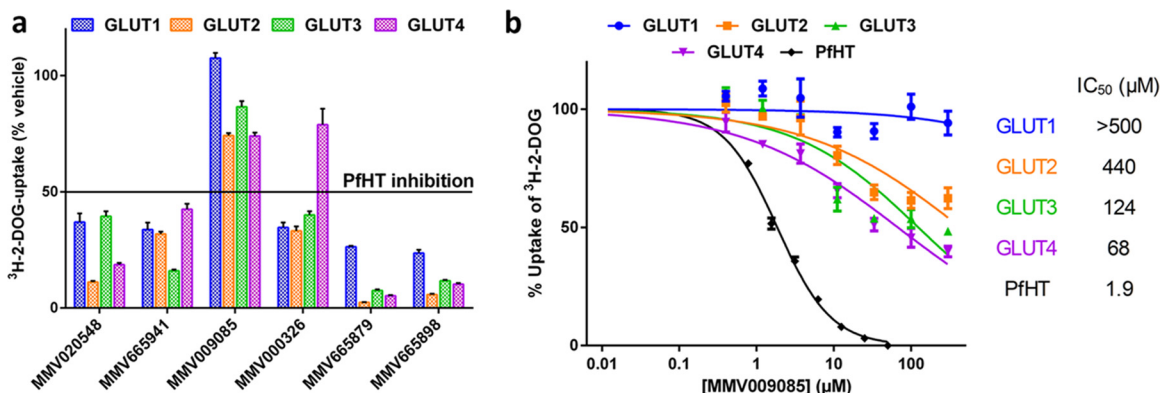 a
GLUT1 GLUT2 GLUT3 GLUT4
³H-2-DOG-uptake (% vehicle)
100
50
0
PfHT inhibition
MMV020548
MMV665941
MMV009085
MMV000326
MMV665879
MMV665898
b
GLUT1 GLUT2 GLUT3
GLUT4 PfHT
% Uptake of ³H-2-DOG
100
50
0
0.01 0.1 1 10 100
[MMV009085] (µM)
IC₅₀ (µM)
GLUT1 >500
GLUT2 440
GLUT3 124
GLUT4 68
PfHT 1.9